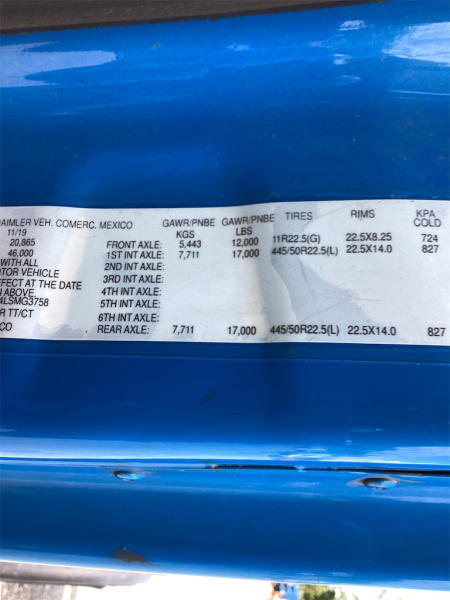 DAIMLER VEH. COMERC. MEXICO GAWR/PNBE GAWR/PNBE TIRES RIMS KPA
11/19 KGS LBS COLD
20,865 FRONT AXLE: 5,443 12,000 11R22.5(G) 22.5X8.25 724
46,000 1ST INT AXLE: 7,711 17,000 445/50R22.5(L) 22.5X14.0 827
WITH ALL 2ND INT AXLE:
OTOR VEHICLE 3RD INT AXLE:
EFFECT AT THE DATE 4TH INT AXLE:
N ABOVE 5TH INT AXLE:
4LSMG3758 6TH INT AXLE:
R TT/CT
CO REAR AXLE: 7,711 17,000 445/50R22.5(L) 22.5X14.0 827